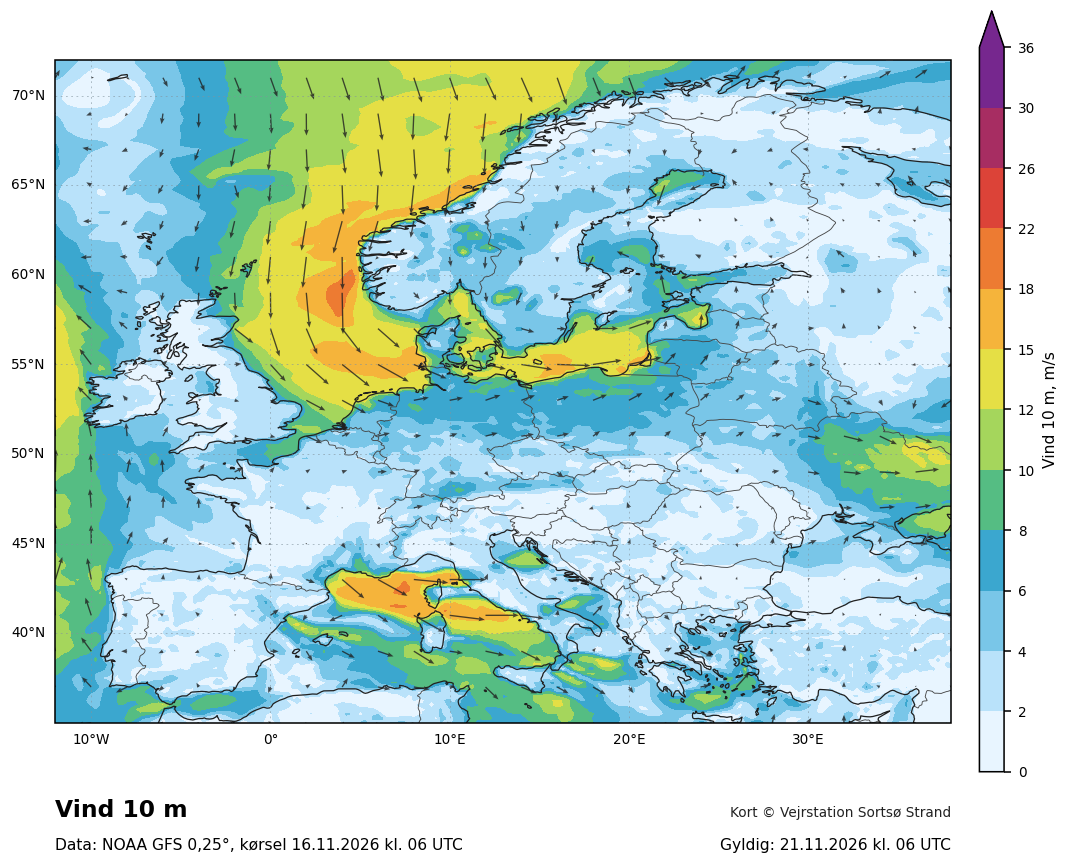 36
30
26
22
18
15
12
10
8
6
4
2
0
Vind 10 m, m/s
70°N
65°N
60°N
55°N
50°N
45°N
40°N
10°W
0°
10°E
20°E
30°E
Vind 10 m
Kort © Vejrstation Sortsø Strand
Data: NOAA GFS 0,25°, kørsel 16.11.2026 kl. 06 UTC
Gyldig: 21.11.2026 kl. 06 UTC